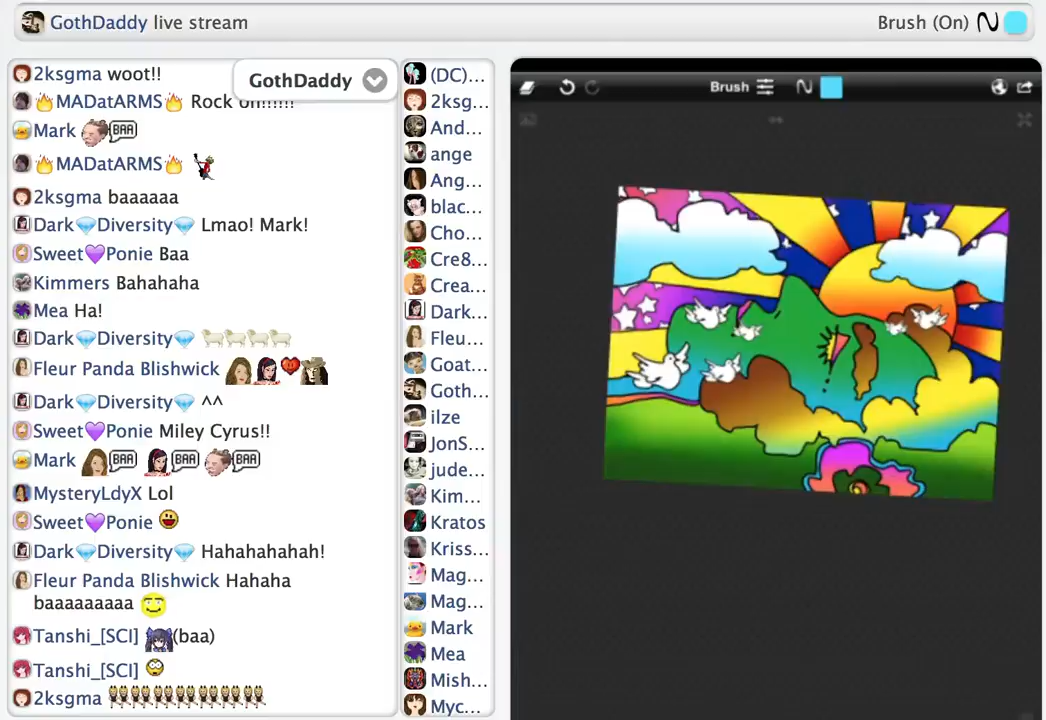 GothDaddy live stream
Brush (On)
2ksgma woot!!
GothDaddy
MADatARMS Rock on!!!!!!
Mark BAA
MADatARMS
2ksgma baaaaaa
Dark Diversity Lmao! Mark!
Sweet Ponie Baa
Kimmers Bahahaha
Mea Ha!
Dark Diversity
Fleur Panda Blishwick
Dark Diversity ^^
Sweet Ponie Miley Cyrus!!
Mark BAA BAA BAA
MysteryLdyX Lol
Sweet Ponie
Dark Diversity Hahahahahah!
Fleur Panda Blishwick Hahaha
baaaaaaaaa
Tanshi_[SCI] (baa)
Tanshi_[SCI]
2ksgma
(DC)...
2ksg...
And...
ange
Ang...
blac...
Cho...
Cre8...
Crea...
Dark...
Fleu...
Goat...
Goth...
ilze
JonS...
jude...
Kim...
Kratos
Kriss...
Mag...
Mag...
Mark
Mea
Mish...
Myc...
Brush